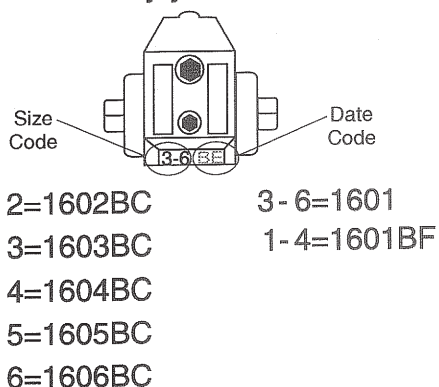 Size Code
Date Code
3-6 BF
2=1602BC
3=1603BC
4=1604BC
5=1605BC
6=1606BC
3-6=1601
1-4=1601BF